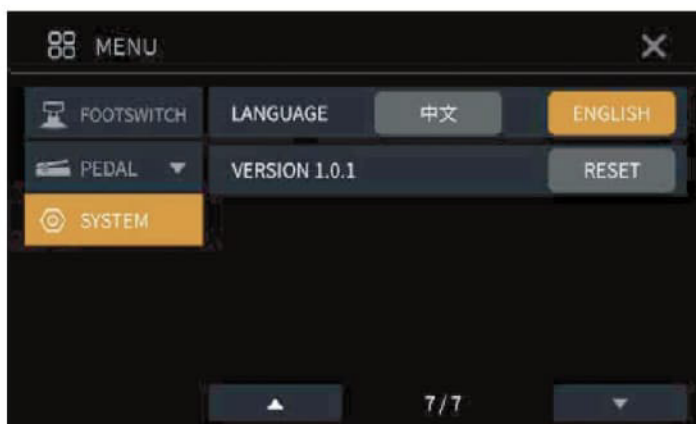 MENU
FOOTSWITCH
LANGUAGE
中文
ENGLISH
PEDAL
VERSION 1.0.1
RESET
SYSTEM
7/7